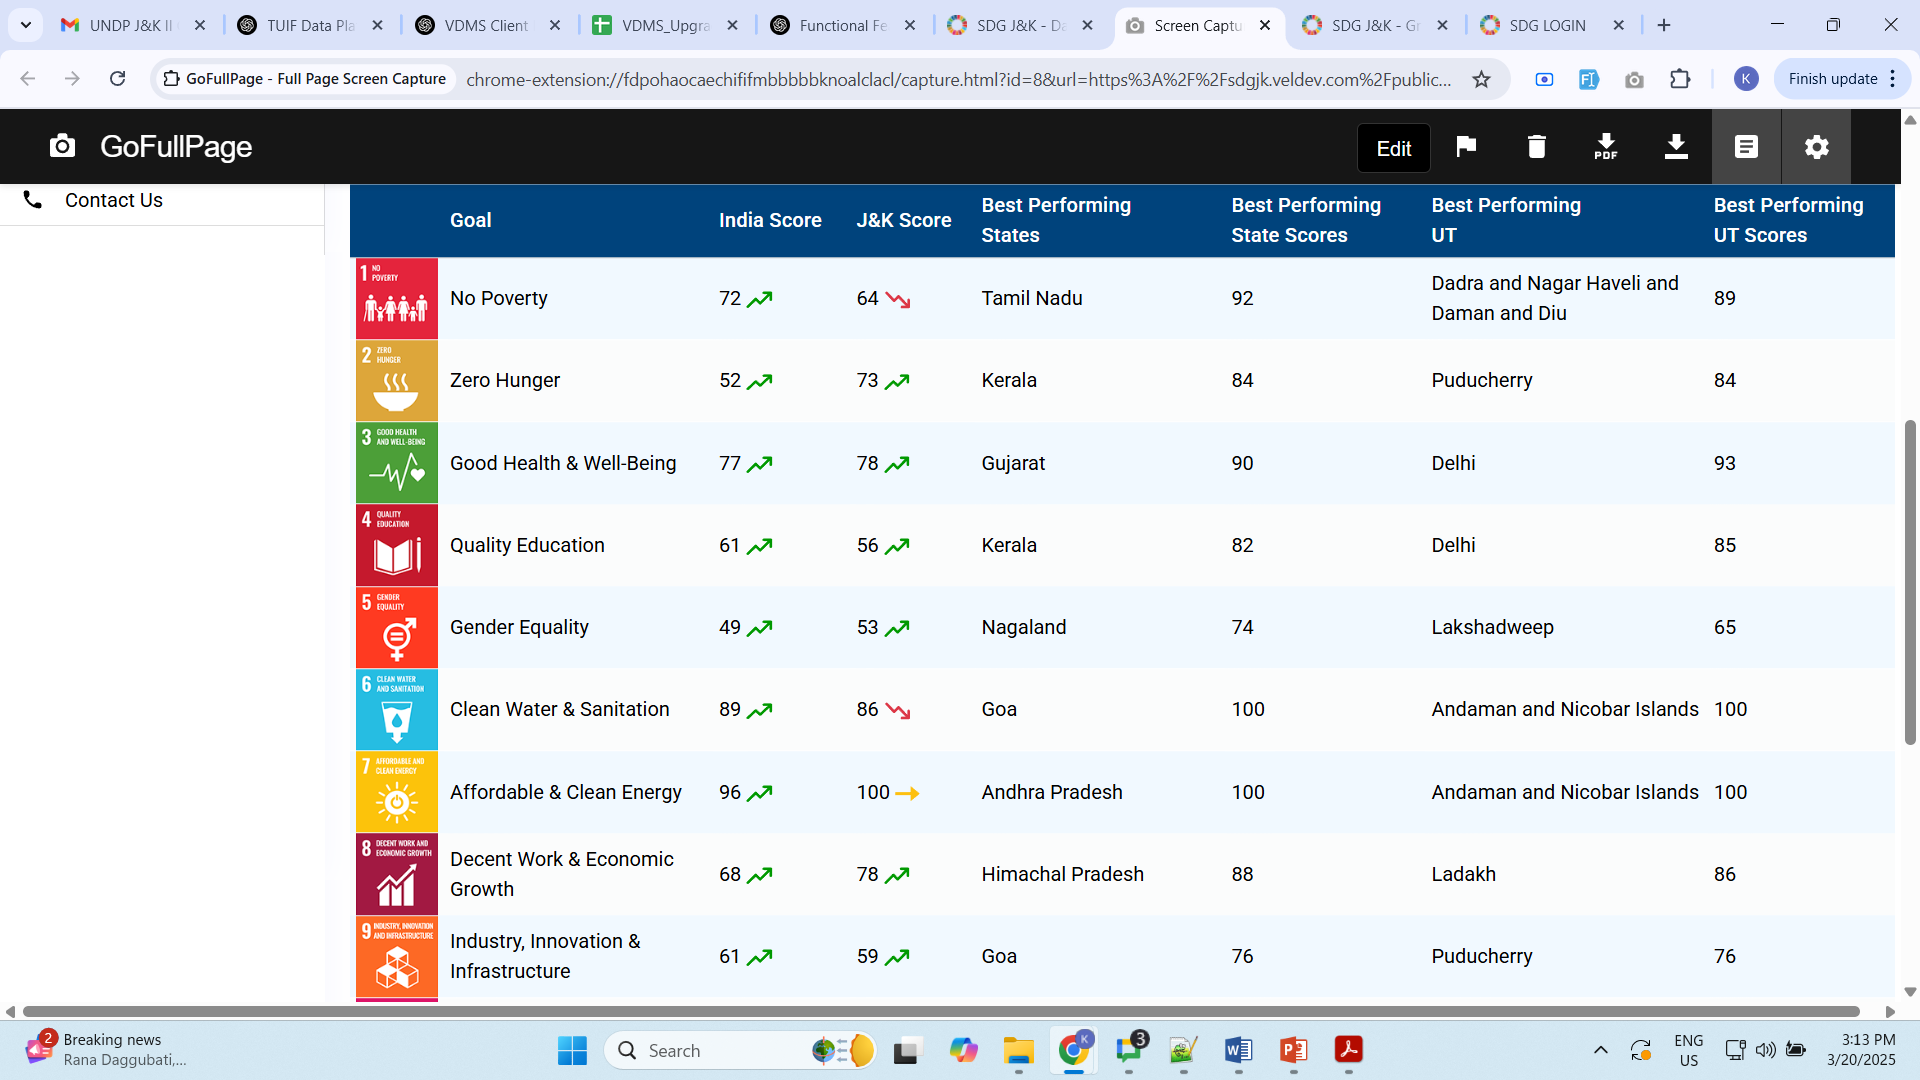 UNDP J&K II
TUIF Data Pla
VDMS Client
VDMS_Upgra
Functional Fe
SDG J&K - Da
Screen Captu
SDG J&K - Gr
SDG LOGIN
GoFullPage - Full Page Screen Capture
chrome-extension://fdpohaocaechififmbbbbbknoalclacl/capture.html?id=8&url=https%3A%2F%2Fsdgjk.veldev.com%2Fpublic...
K
Finish update
GoFullPage
Edit
PDF
Contact Us
Goal India Score J&K Score Best Performing States Best Performing State Scores Best Performing UT Best Performing UT Scores
1 NO POVERTY
No Poverty 72 64 Tamil Nadu 92 Dadra and Nagar Haveli and Daman and Diu 89
2 ZERO HUNGER
Zero Hunger 52 73 Kerala 84 Puducherry 84
3 GOOD HEALTH AND WELL-BEING
Good Health & Well-Being 77 78 Gujarat 90 Delhi 93
4 QUALITY EDUCATION
Quality Education 61 56 Kerala 82 Delhi 85
5 GENDER EQUALITY
Gender Equality 49 53 Nagaland 74 Lakshadweep 65
6 CLEAN WATER AND SANITATION
Clean Water & Sanitation 89 86 Goa 100 Andaman and Nicobar Islands 100
7 AFFORDABLE AND CLEAN ENERGY
Affordable & Clean Energy 96 100 Andhra Pradesh 100 Andaman and Nicobar Islands 100
8 DECENT WORK AND ECONOMIC GROWTH
Decent Work & Economic Growth 68 78 Himachal Pradesh 88 Ladakh 86
9 INDUSTRY, INNOVATION AND INFRASTRUCTURE
Industry, Innovation & Infrastructure 61 59 Goa 76 Puducherry 76
2
Breaking news
Rana Daggubati,...
Search
K
3
ENG
US
3:13 PM
3/20/2025